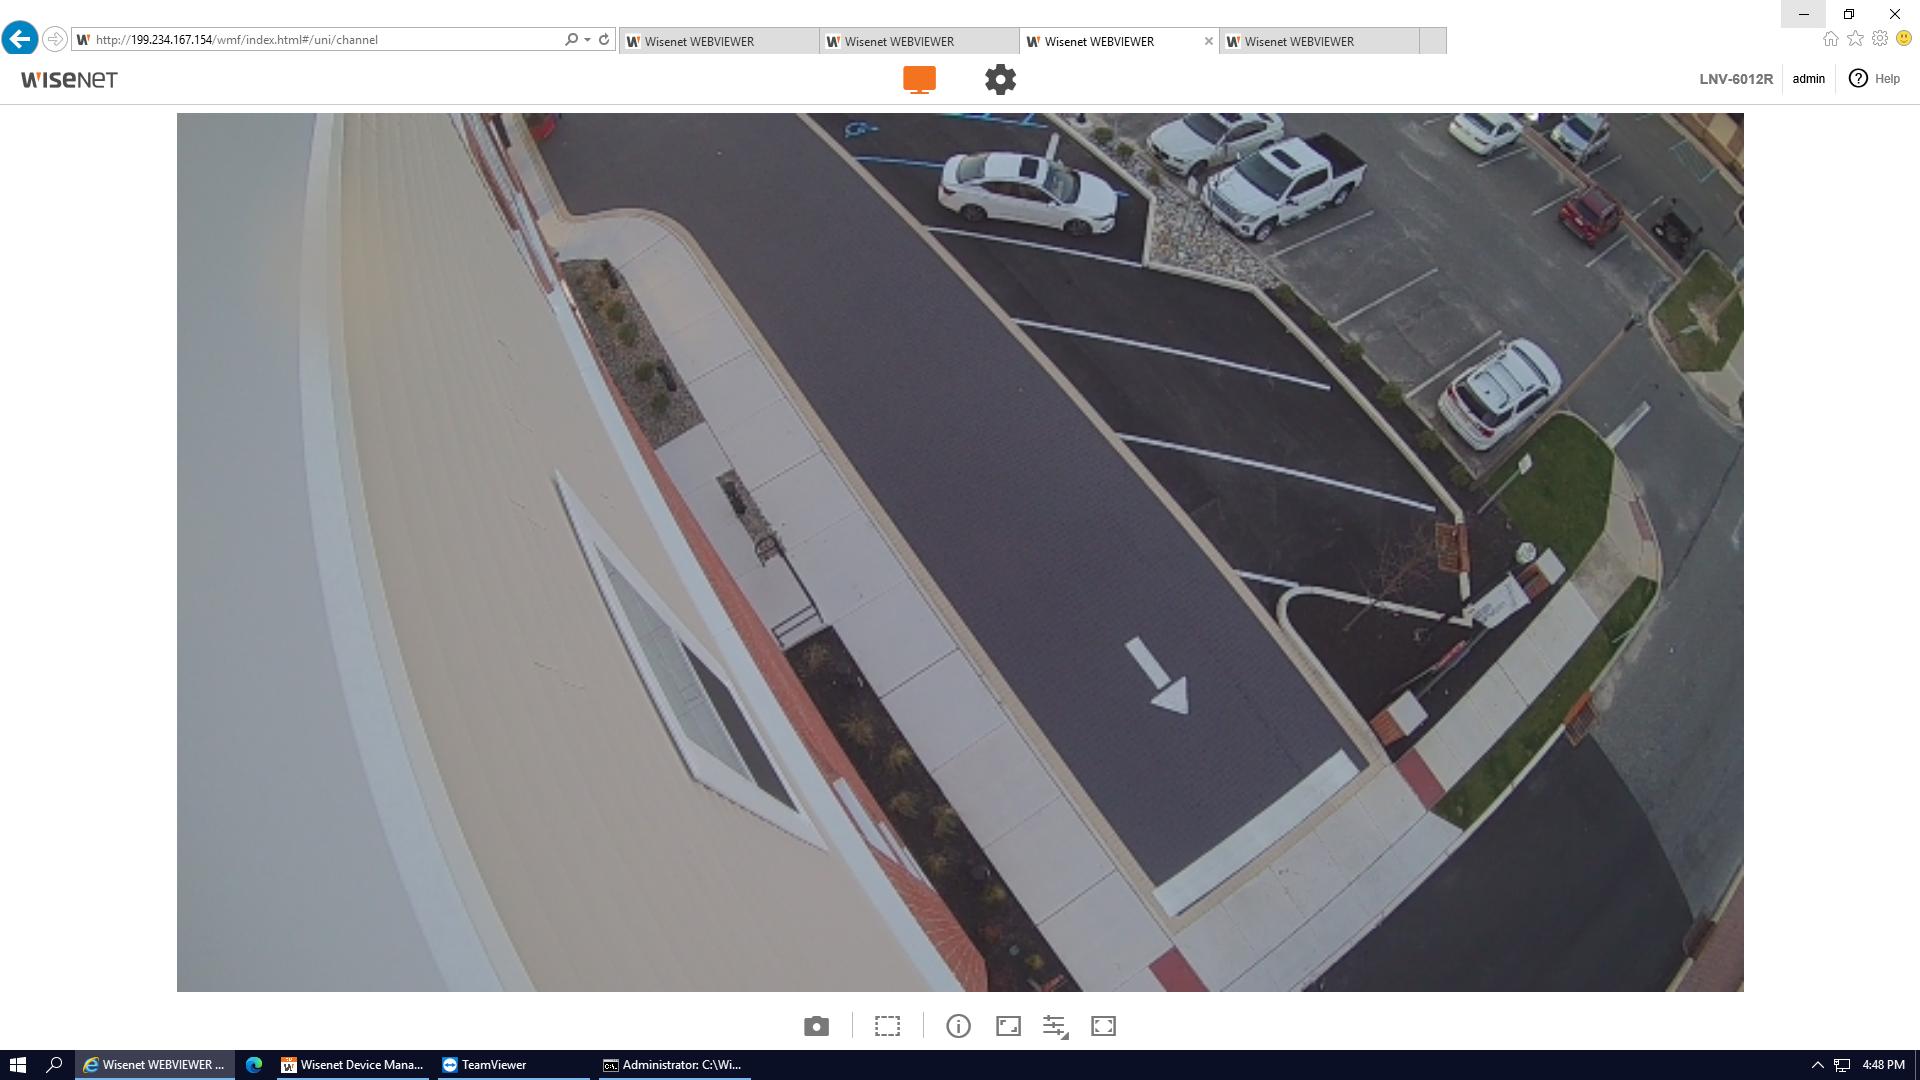 http://199.234.167.154/wmf/index.html#/uni/channel
Wisenet WEBVIEWER
Wisenet WEBVIEWER
Wisenet WEBVIEWER
Wisenet WEBVIEWER
WISENET
LNV-6012R
admin
Help
Wisenet WEBVIEWER ...
Wisenet Device Mana...
TeamViewer
Administrator: C:\Wi...
4:48 PM